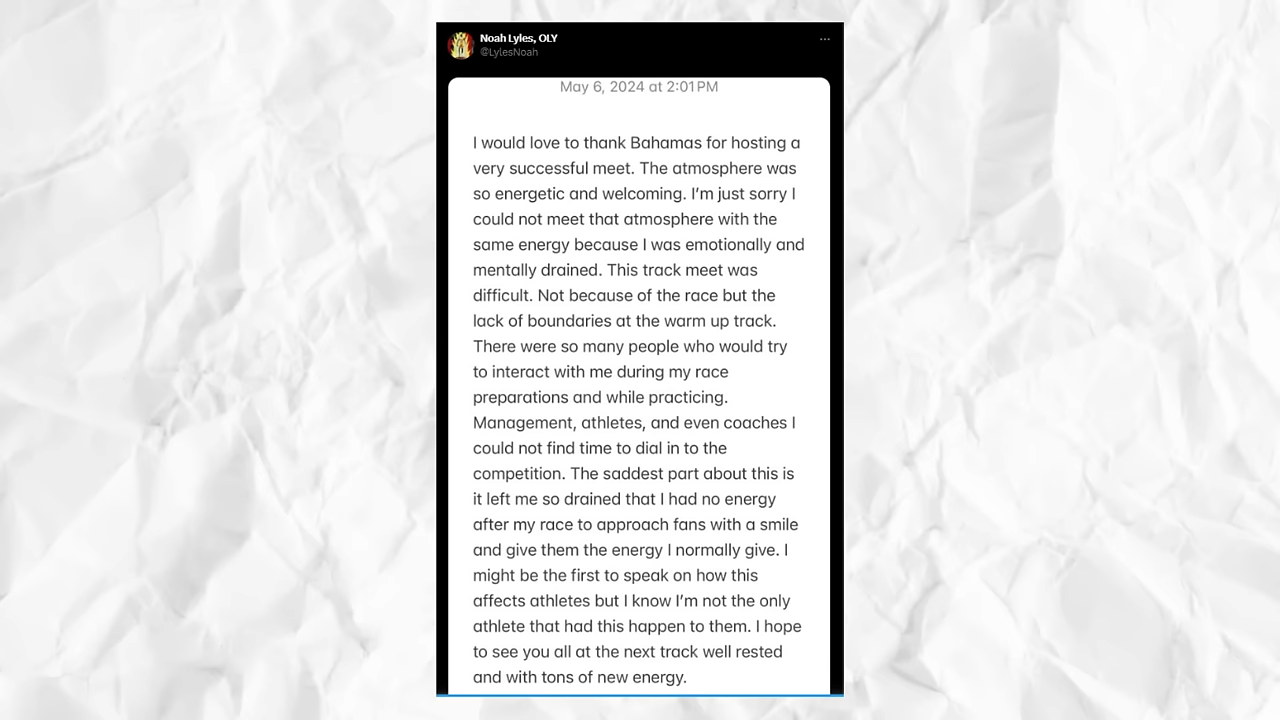 Noah Lyles, OLY
@LylesNoah
May 6, 2024 at 2:01 PM
I would love to thank Bahamas for hosting a
very successful meet. The atmosphere was
so energetic and welcoming. I'm just sorry I
could not meet that atmosphere with the
same energy because I was emotionally and
mentally drained. This track meet was
difficult. Not because of the race but the
lack of boundaries at the warm up track.
There were so many people who would try
to interact with me during my race
preparations and while practicing.
Management, athletes, and even coaches I
could not find time to dial in to the
competition. The saddest part about this is
it left me so drained that I had no energy
after my race to approach fans with a smile
and give them the energy I normally give. I
might be the first to speak on how this
affects athletes but I know I'm not the only
athlete that had this happen to them. I hope
to see you all at the next track well rested
and with tons of new energy.